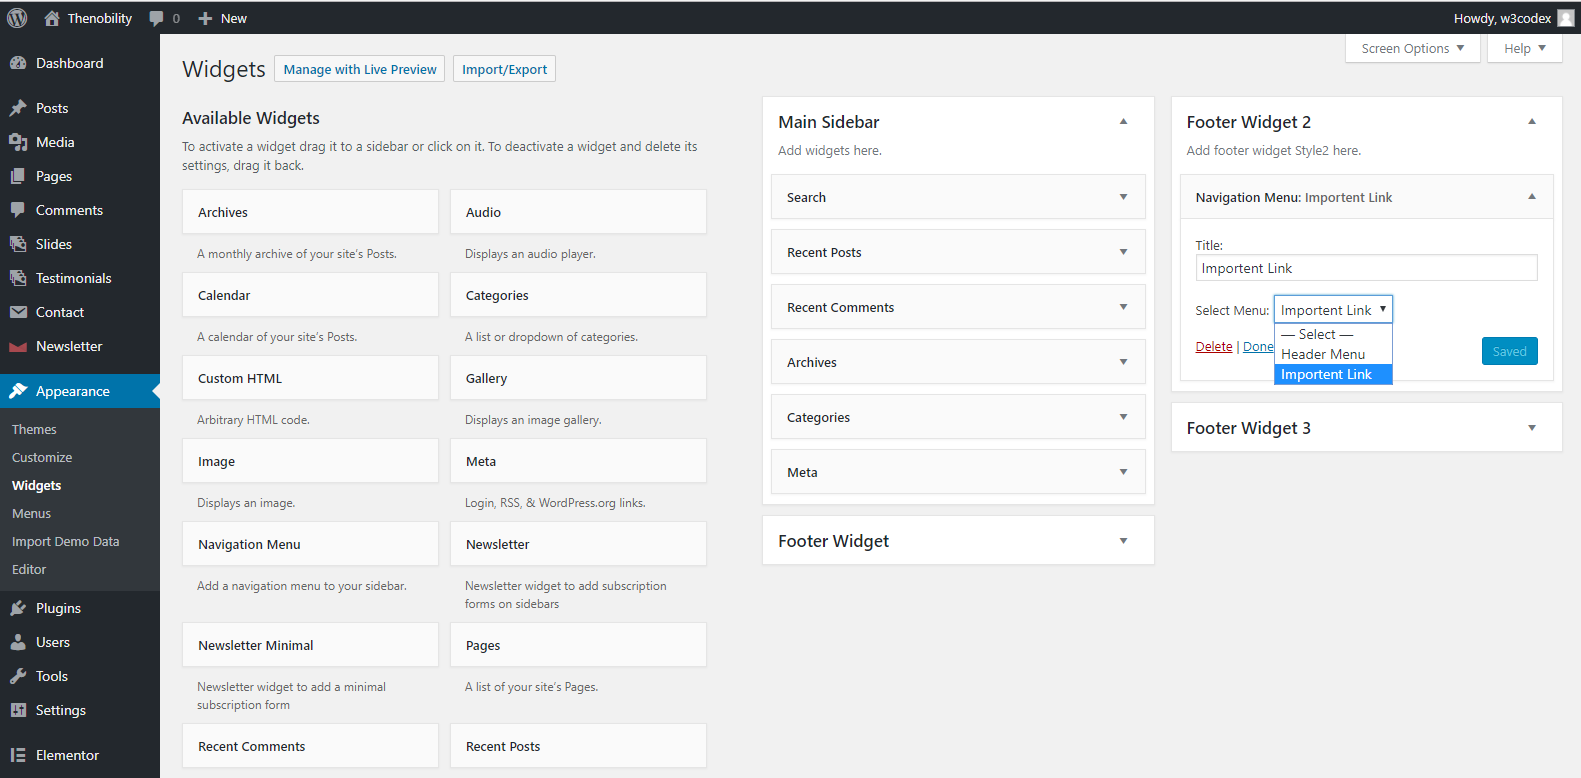 Thenobility 0 New
Howdy, w3codex
Dashboard
Posts
Media
Pages
Comments
Slides
Testimonials
Contact
Newsletter
Appearance
Themes
Customize
Widgets
Menus
Import Demo Data
Editor
Plugins
Users
Tools
Settings
Elementor
Screen Options
Help
Widgets
Manage with Live Preview
Import/Export
Available Widgets
To activate a widget drag it to a sidebar or click on it. To deactivate a widget and delete its
settings, drag it back.
Archives
A monthly archive of your site’s Posts.
Audio
Displays an audio player.
Calendar
A calendar of your site’s Posts.
Categories
A list or dropdown of categories.
Custom HTML
Arbitrary HTML code.
Gallery
Displays an image gallery.
Image
Displays an image.
Meta
Login, RSS, & WordPress.org links.
Navigation Menu
Add a navigation menu to your sidebar.
Newsletter
Newsletter widget to add subscription
forms on sidebars
Newsletter Minimal
Newsletter widget to add a minimal
subscription form
Pages
A list of your site’s Pages.
Recent Comments
Recent Posts
Main Sidebar
Add widgets here.
Search
Recent Posts
Recent Comments
Archives
Categories
Meta
Footer Widget
Footer Widget 2
Add footer widget Style2 here.
Navigation Menu: Importent Link
Title:
Importent Link
Select Menu: Importent Link
— Select —
Header Menu
Importent Link
Delete | Done
Saved
Footer Widget 3